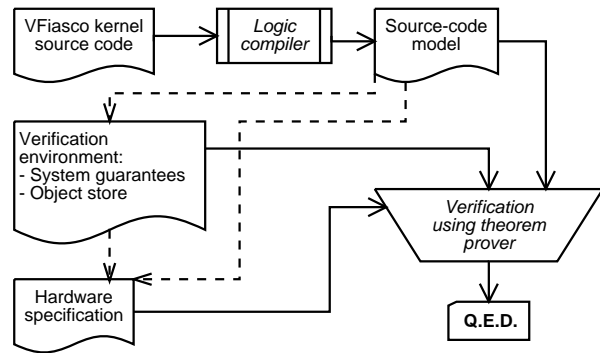 VFiasco kernel
source code
Logic
compiler
Source-code
model
Verification
environment:
- System guarantees
- Object store
Verification
using theorem
prover
Hardware
specification
Q.E.D.